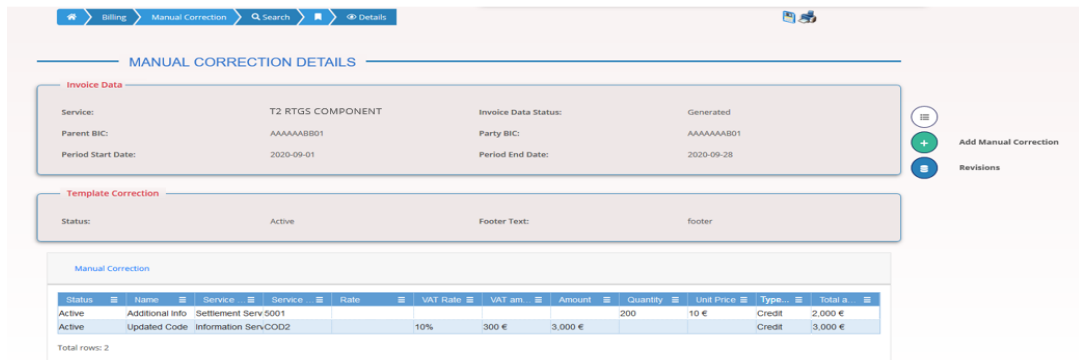 Billing Manual Correction Search Details
MANUAL CORRECTION DETAILS
Invoice Data
Service: T2 RTGS COMPONENT Invoice Data Status: Generated
Parent BIC: AAAAAABB01 Party BIC: AAAAAAAB01
Period Start Date: 2020-09-01 Period End Date: 2020-09-28
Add Manual Correction
Revisions
Template Correction
Status: Active Footer Text: footer
Manual Correction
Status Name Service ... Service ... Rate VAT Rate VAT am... Amount Quantity Unit Price Type... Total a...
Active Additional Info Settlement Serv 5001 200 10 € Credit 2,000 €
Active Updated Code Information Serv COD2 10% 300 € 3,000 € Credit 3,000 €
Total rows: 2